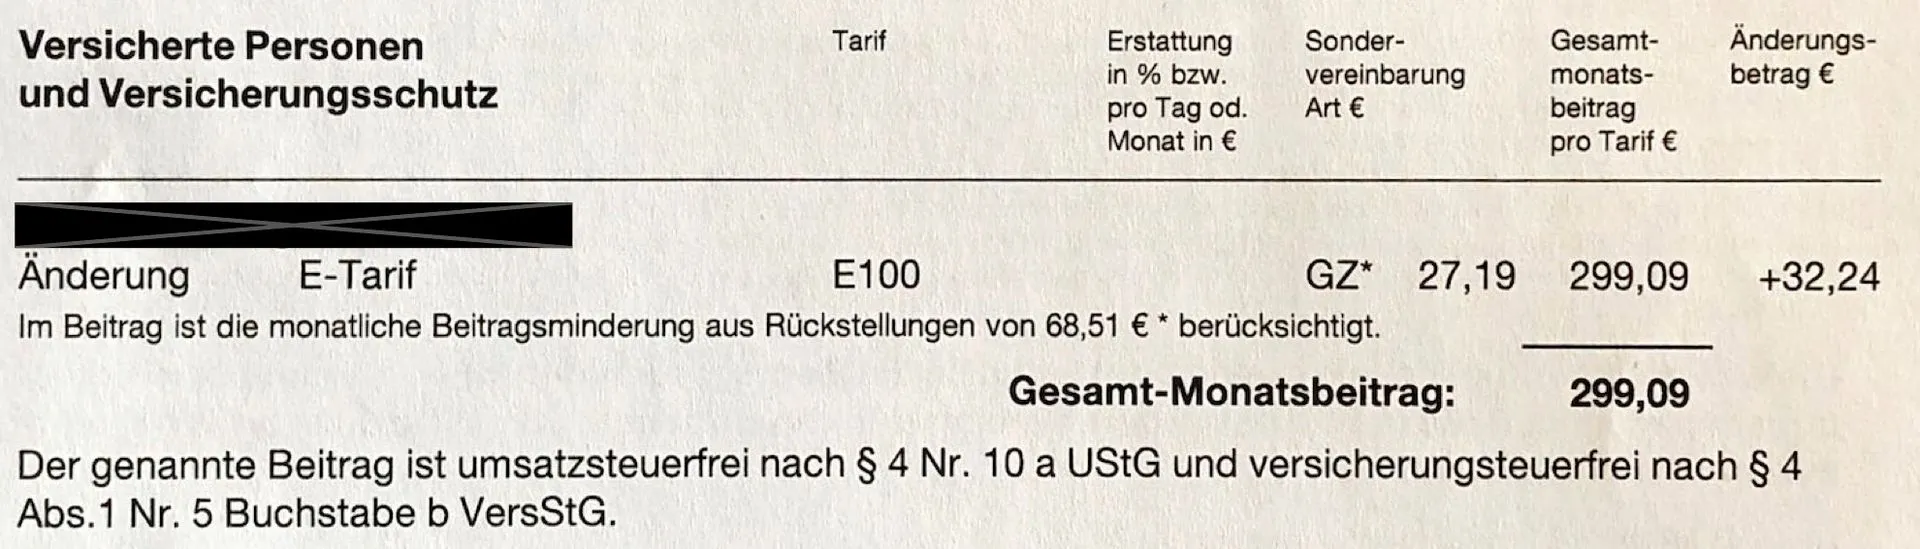 Versicherte Personen
und Versicherungsschutz
Tarif
Erstattung
in % bzw.
pro Tag od.
Monat in €
Sonder-
vereinbarung
Art €
Gesamt-
monats-
beitrag
pro Tarif €
Änderungs-
betrag €
Änderung E-Tarif E100 GZ* 27,19 299,09 +32,24
Im Beitrag ist die monatliche Beitragsminderung aus Rückstellungen von 68,51 € * berücksichtigt.
Gesamt-Monatsbeitrag: 299,09
Der genannte Beitrag ist umsatzsteuerfrei nach § 4 Nr. 10 a UStG und versicherungsteuerfrei nach § 4
Abs.1 Nr. 5 Buchstabe b VersStG.